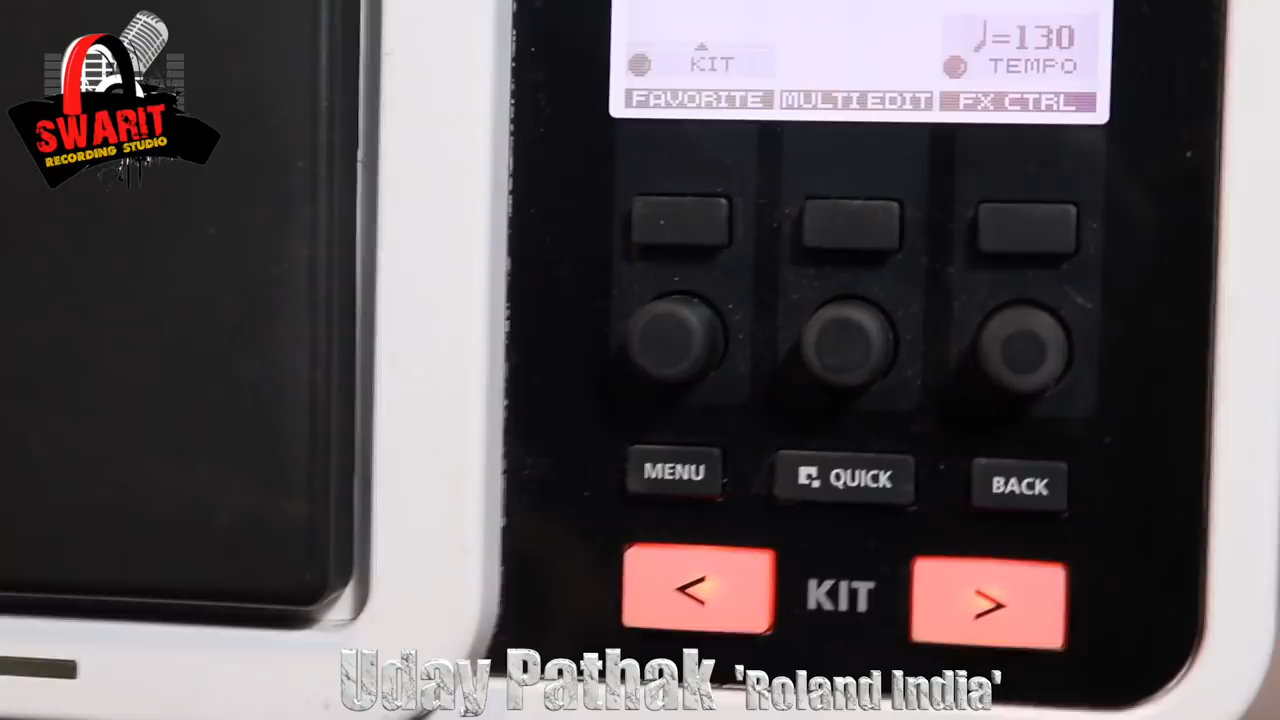 SWARIT
RECORDING STUDIO
♩=130
KIT
TEMPO
FAVORITE MULTI EDIT FX CTRL
MENU QUICK BACK
< KIT >
Uday Pathak 'Roland India'